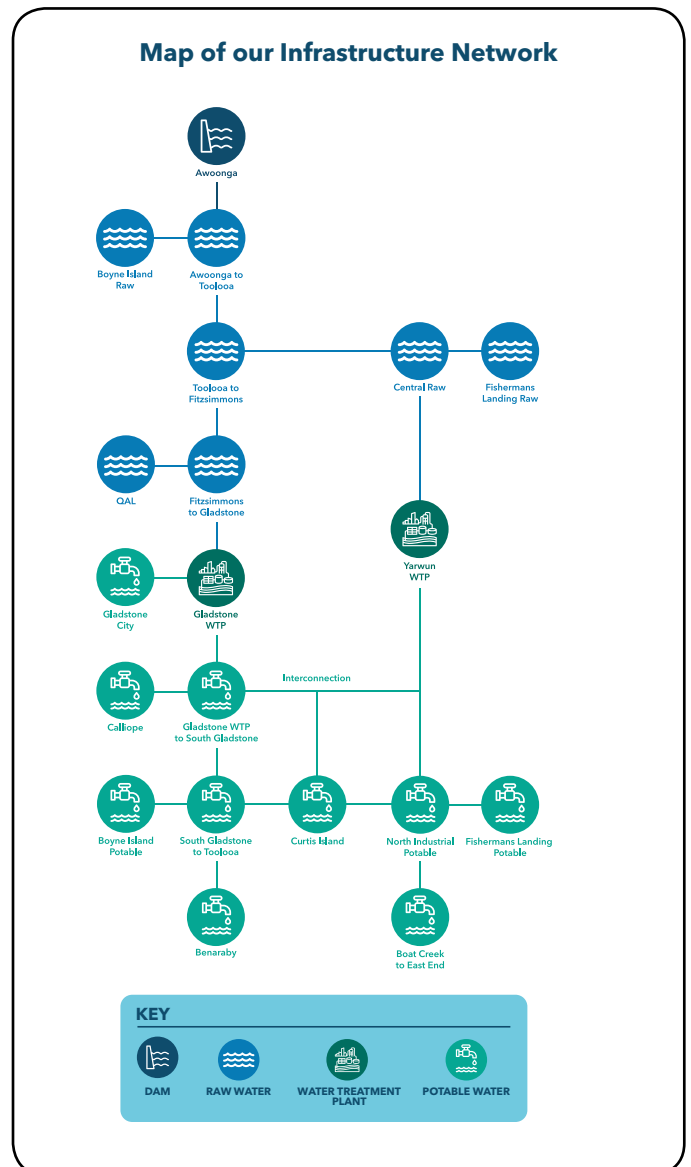 Map of our Infrastructure Network
Awoonga
Boyne Island
Raw
Awoonga to
Toolooa
Toolooa to
Fitzsimmons
Central Raw
Fishermans
Landing Raw
QAL
Fitzsimmons
to Gladstone
Yarwun
WTP
Gladstone
City
Gladstone
WTP
Interconnection
Calliope
Gladstone WTP
to South Gladstone
Boyne Island
Potable
South Gladstone
to Toolooa
Curtis Island
North Industrial
Potable
Fishermans Landing
Potable
Benaraby
Boat Creek
to East End
KEY
DAM
RAW WATER
WATER TREATMENT
PLANT
POTABLE WATER